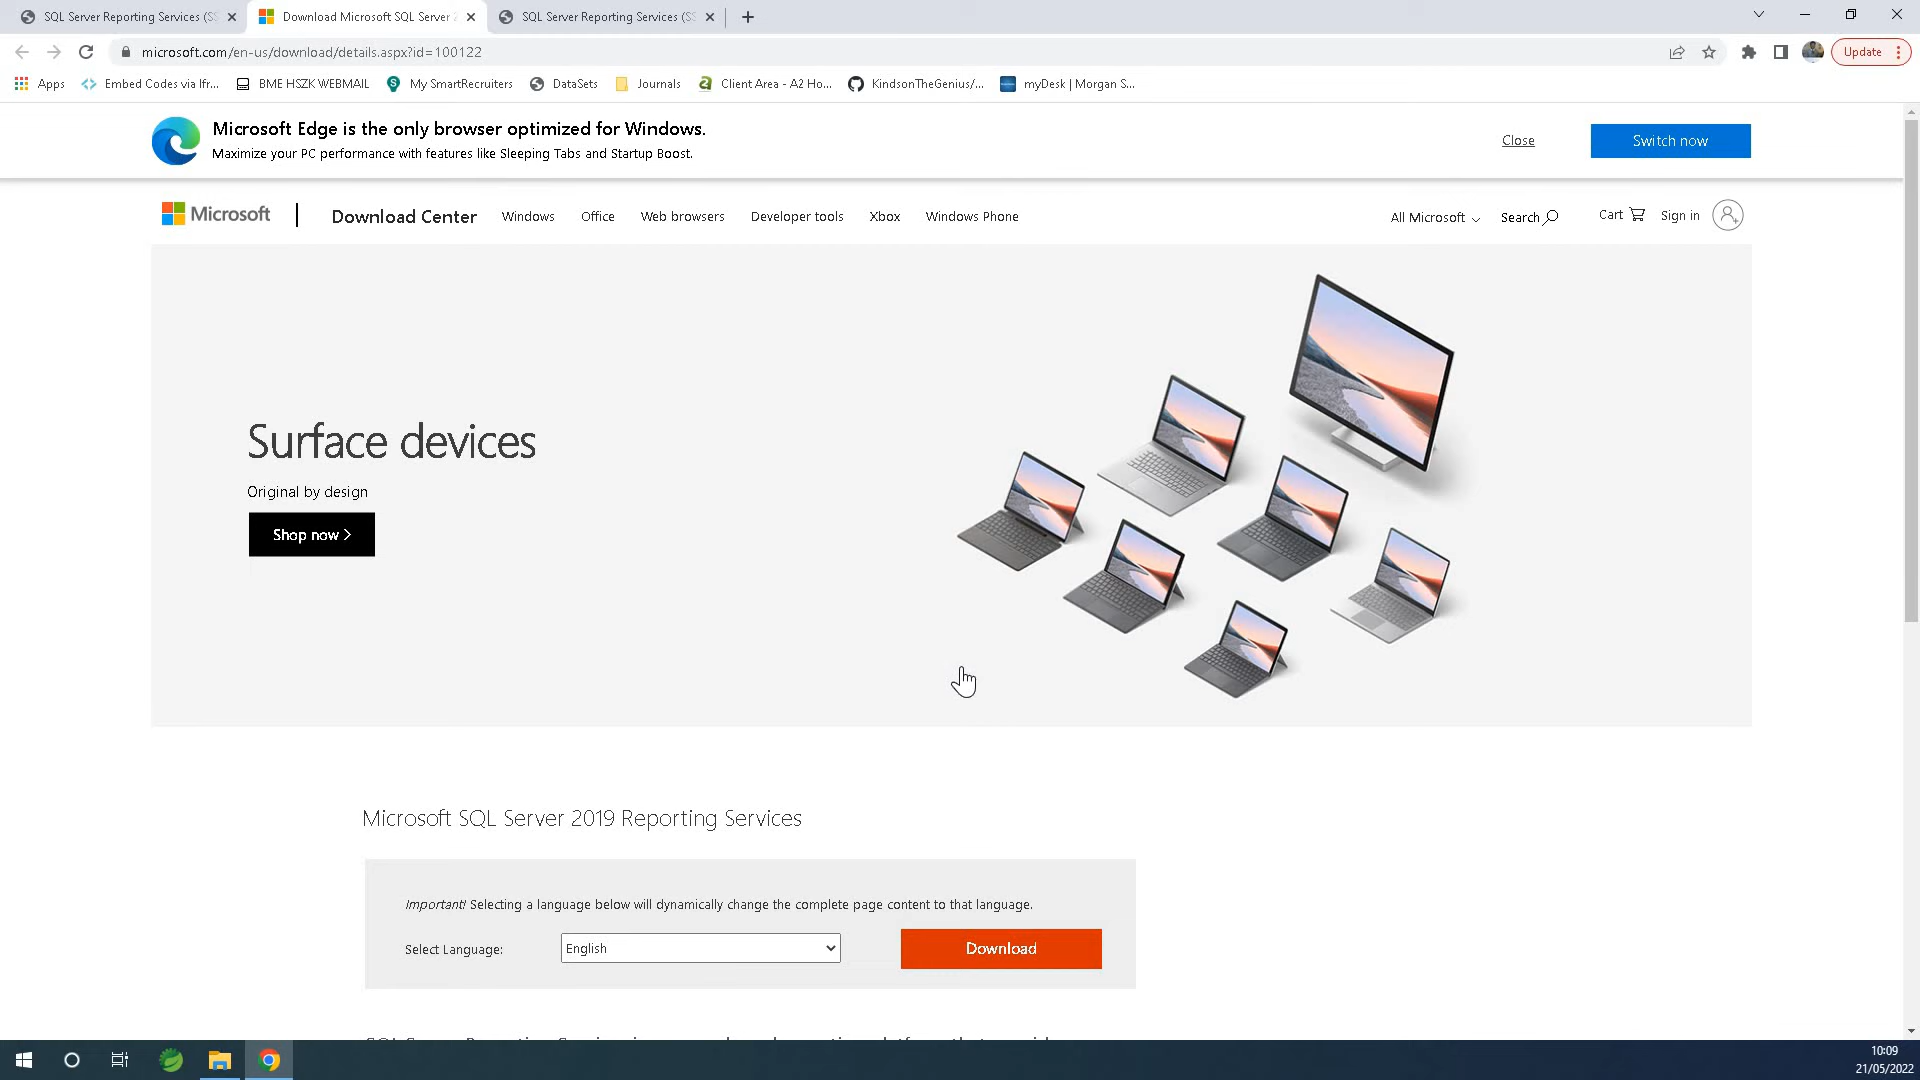 SQL Server Reporting Services (SS
Download Microsoft SQL Server 2
SQL Server Reporting Services (SS
microsoft.com/en-us/download/details.aspx?id=100122
Update
Apps
Embed Codes via Ifr...
BME HSZK WEBMAIL
My SmartRecruiters
DataSets
Journals
Client Area - A2 Ho...
KindsonTheGenius/...
myDesk | Morgan S...
Microsoft Edge is the only browser optimized for Windows.
Maximize your PC performance with features like Sleeping Tabs and Startup Boost.
Close
Switch now
Microsoft
Download Center
Windows
Office
Web browsers
Developer tools
Xbox
Windows Phone
All Microsoft
Search
Cart
Sign in
Surface devices
Original by design
Shop now >
Microsoft SQL Server 2019 Reporting Services
Important! Selecting a language below will dynamically change the complete page content to that language.
Select Language:
English
Download
10:09
21/05/2022